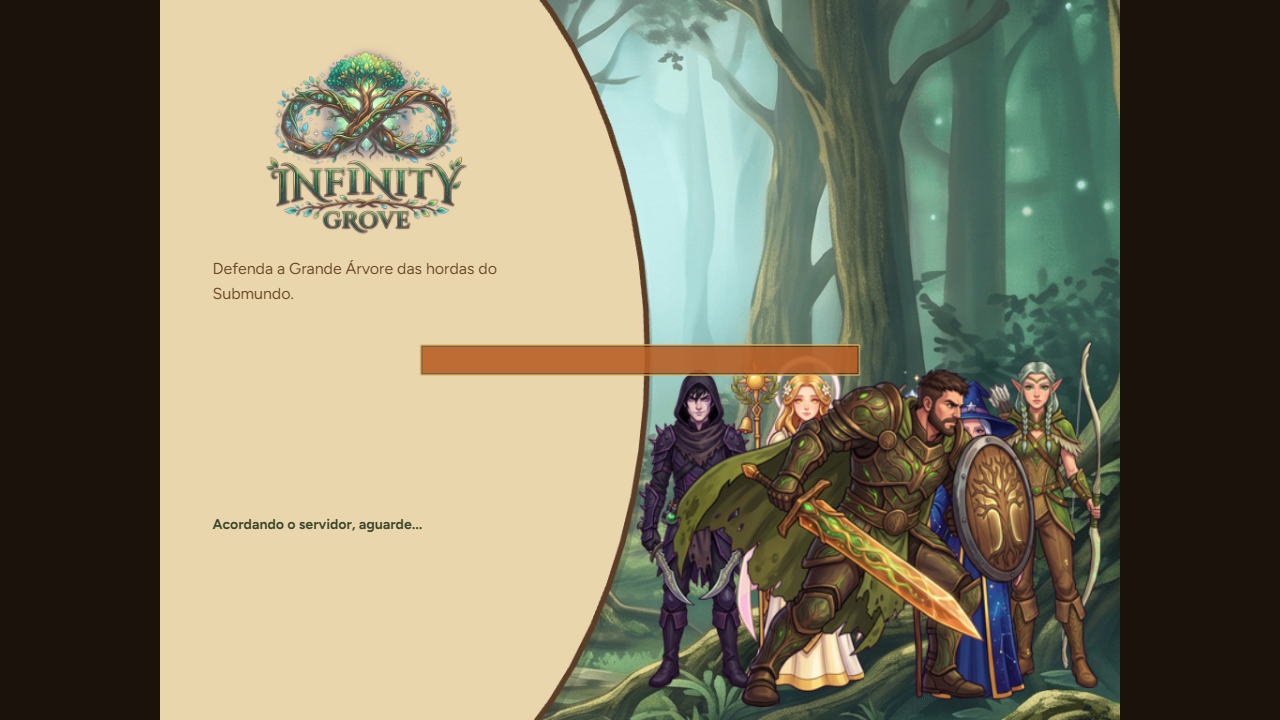 INFINITY
GROVE
Defenda a Grande Árvore das hordas do
Submundo.
Acordando o servidor, aguarde...